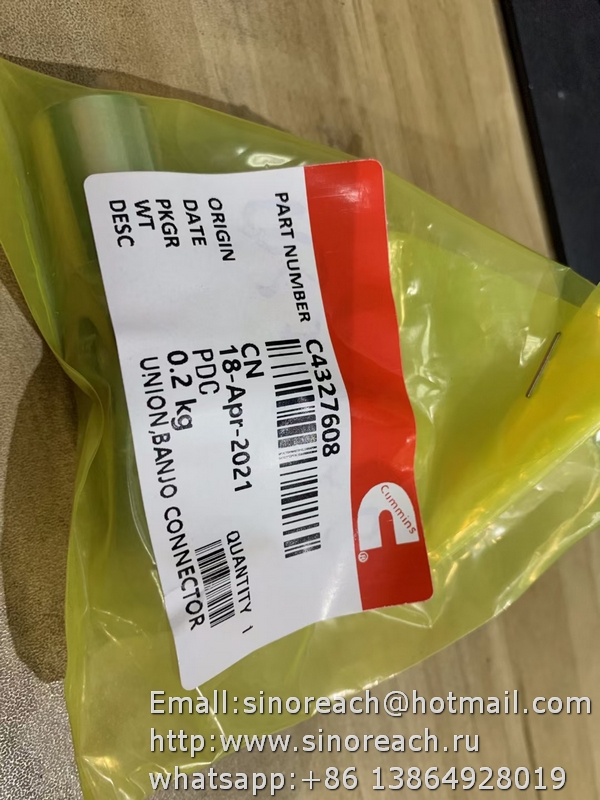 PART NUMBER C4327608
ORIGIN CN
DATE 18-Apr-2021
PKGR PDC
WT 0.2 kg
DESC UNION,BANJO CONNECTOR
QUANTITY 1
Cummins
®
Email:sinoreach@hotmail.com
http:www.sinoreach.ru
whatsapp:+86 13864928019